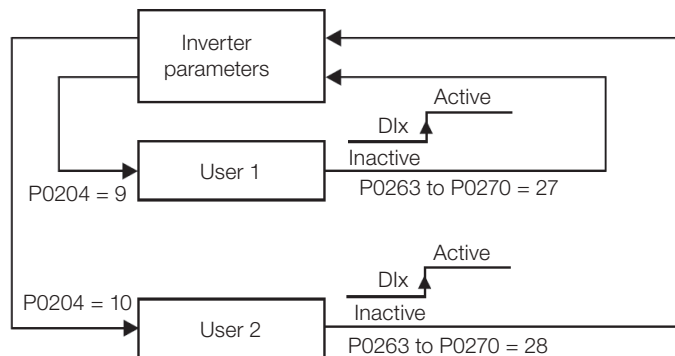 Inverter
parameters
Active
DIx
Inactive
User 1
P0204 = 9
P0263 to P0270 = 27
Active
DIx
P0204 = 10
Inactive
User 2
P0263 to P0270 = 28